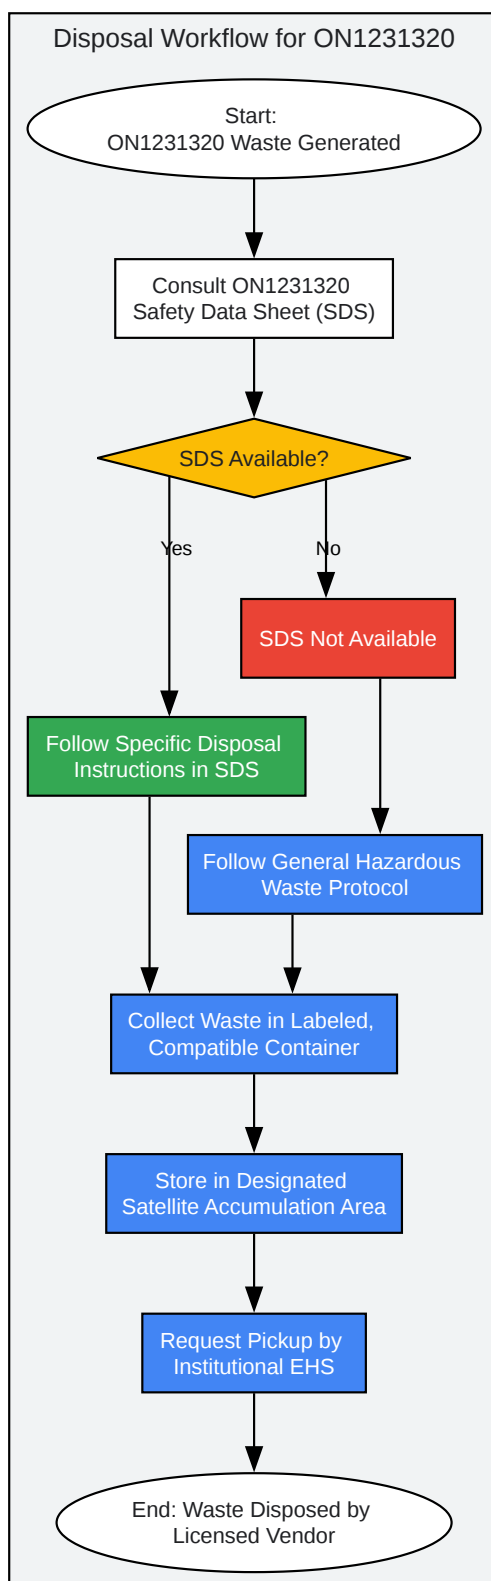 Disposal Workflow for ON1231320
Start:
ON1231320 Waste Generated
Consult ON1231320
Safety Data Sheet (SDS)
SDS Available?
Yes
No
SDS Not Available
Follow Specific Disposal
Instructions in SDS
Follow General Hazardous
Waste Protocol
Collect Waste in Labeled,
Compatible Container
Store in Designated
Satellite Accumulation Area
Request Pickup by
Institutional EHS
End: Waste Disposed by
Licensed Vendor